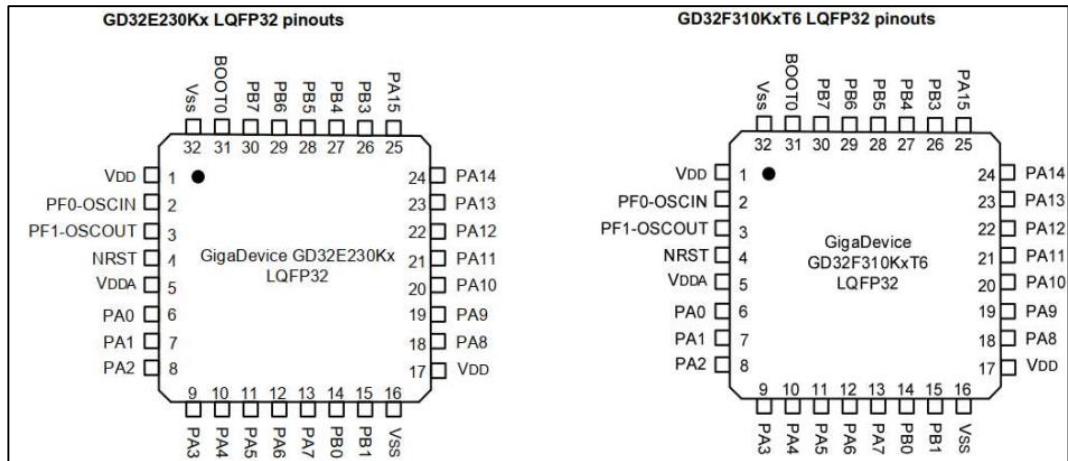 GD32E230Kx LQFP32 pinouts
Vss
BOOT0
PB7
PB6
PB5
PB4
PB3
PA15
32 31 30 29 28 27 26 25
VDD 1
PF0-OSCIN 2
PF1-OSCOUT 3
NRST 4
VDDA 5
PA0 6
PA1 7
PA2 8
GigaDevice GD32E230Kx
LQFP32
24 PA14
23 PA13
22 PA12
21 PA11
20 PA10
19 PA9
18 PA8
17 VDD
9 10 11 12 13 14 15 16
PA3
PA4
PA5
PA6
PA7
PB0
PB1
VSS
GD32F310KxT6 LQFP32 pinouts
Vss
BOOT0
PB7
PB6
PB5
PB4
PB3
PA15
32 31 30 29 28 27 26 25
VDD 1
PF0-OSCIN 2
PF1-OSCOUT 3
NRST 4
VDDA 5
PA0 6
PA1 7
PA2 8
GigaDevice
GD32F310KxT6
LQFP32
24 PA14
23 PA13
22 PA12
21 PA11
20 PA10
19 PA9
18 PA8
17 VDD
9 10 11 12 13 14 15 16
PA3
PA4
PA5
PA6
PA7
PB0
PB1
VSS